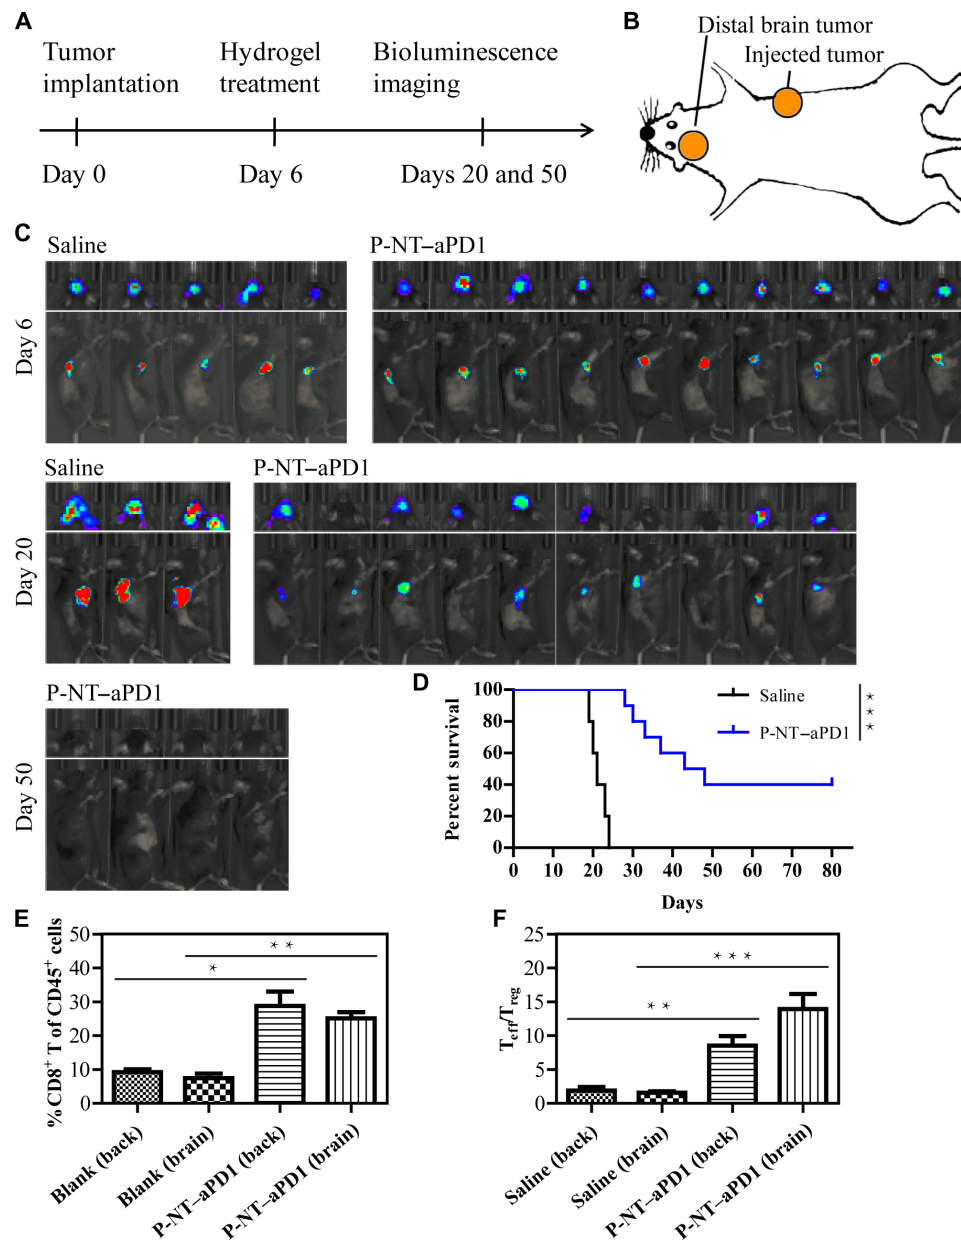 A
Tumor
implantation
Hydrogel
treatment
Bioluminescence
imaging
Day 0
Day 6
Days 20 and 50
B
Distal brain tumor
Injected tumor
C
Saline
P-NT–aPD1
Day 6
Saline
P-NT–aPD1
Day 20
P-NT–aPD1
Day 50
D
Percent survival
100
80
60
40
20
0
0 10 20 30 40 50 60 70 80
Days
Saline
P-NT–aPD1
***
E
%CD8+ T of CD45+ cells
50
40
30
20
10
0
**
*
Blank (back)
Blank (brain)
P-NT–aPD1 (back)
P-NT–aPD1 (brain)
F
Teff/Treg
25
20
15
10
5
0
***
**
Saline (back)
Saline (brain)
P-NT–aPD1 (back)
P-NT–aPD1 (brain)